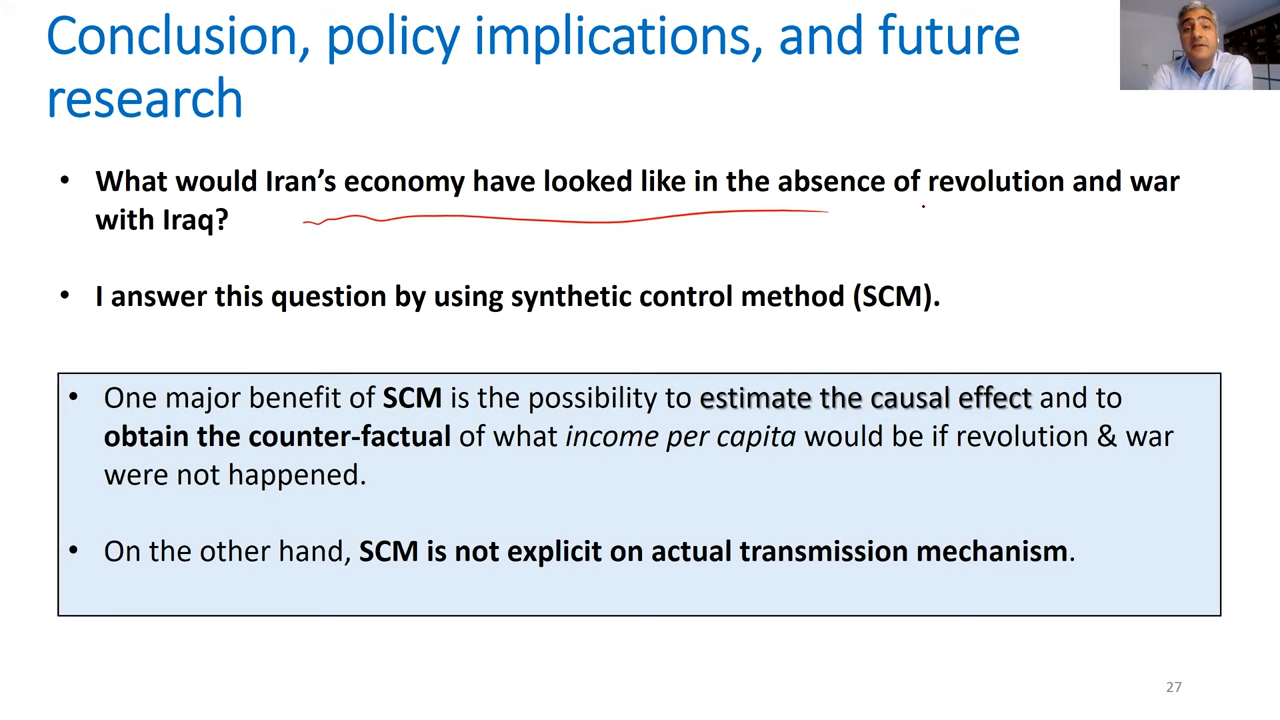 Conclusion, policy implications, and future
research
• What would Iran’s economy have looked like in the absence of revolution and war
with Iraq?
• I answer this question by using synthetic control method (SCM).
• One major benefit of SCM is the possibility to estimate the causal effect and to
obtain the counter-factual of what income per capita would be if revolution & war
were not happened.
• On the other hand, SCM is not explicit on actual transmission mechanism.
27